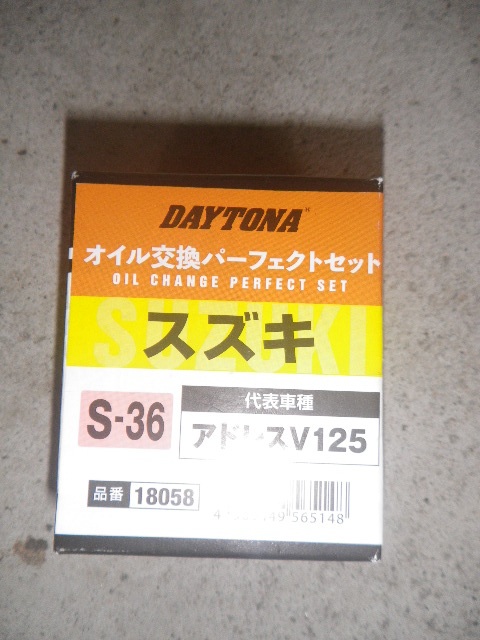 DAYTONA
オイル交換パーフェクトセット
OIL CHANGE PERFECT SET
SUZUKI
スズキ
S-36
代表車種
アドレスV125
品番 18058
565148